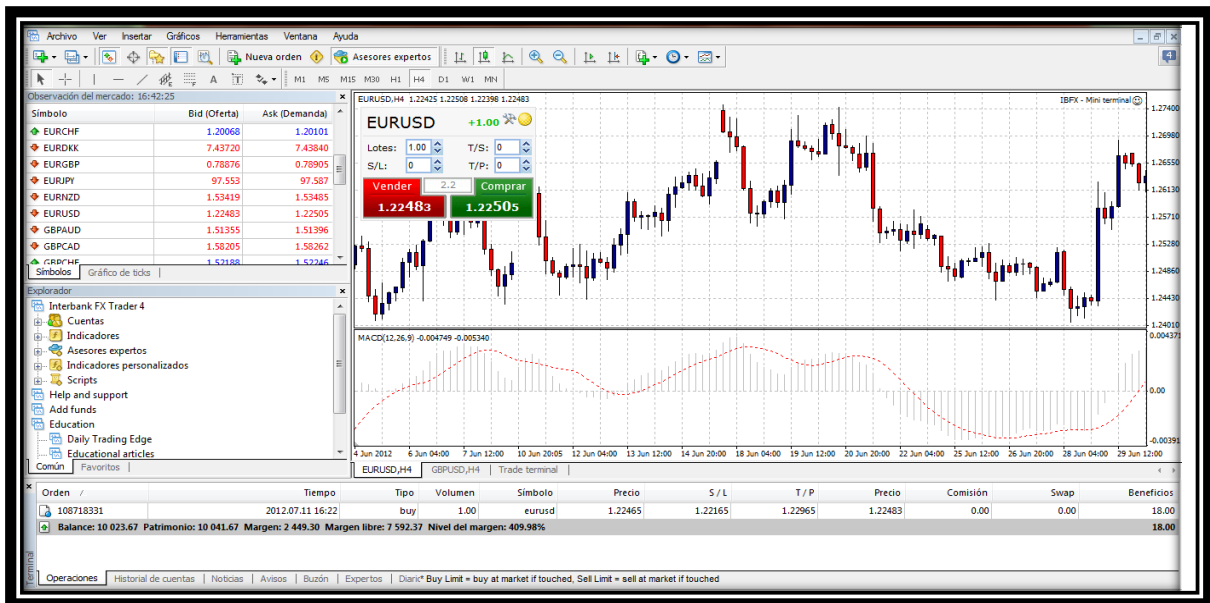 Archivo Ver Insertar Gráficos Herramientas Ventana Ayuda
Nueva orden Asesores expertos 4
A T M1 M5 M15 M30 H1 H4 D1 W1 MN
Observación del mercado: 16:42:25
Símbolo Bid (Oferta) Ask (Demanda)
EURCHF 1.20068 1.20101
EURDKK 7.43720 7.43840
EURGBP 0.78876 0.78905
EURJPY 97.553 97.587
EURNZD 1.53419 1.53485
EURUSD 1.22483 1.22505
GBPAUD 1.51355 1.51396
GBPCAD 1.58205 1.58262
GBPCHF 1.52188 1.52246
Símbolos Gráfico de ticks
Explorador
Interbank FX Trader 4
Cuentas
Indicadores
Asesores expertos
Indicadores personalizados
Scripts
Help and support
Add funds
Education
Daily Trading Edge
Educational articles
Común Favoritos
EURUSD,H4 1.22425 1.22508 1.22398 1.22483
IBFX - Mini terminal
EURUSD +1.00
Lotes: 1.00 T/S: 0
S/L: 0 T/P: 0
Vender 2.2 Comprar
1.22483 1.22505
1.27400
1.26980
1.26550
1.26130
1.25710
1.25280
1.24860
1.24430
1.24010
MACD(12,26,9) -0.004749 -0.005340
0.004371
0.00
-0.00391
4 Jun 2012 6 Jun 04:00 7 Jun 12:00 10 Jun 20:05 12 Jun 04:00 13 Jun 12:00 14 Jun 20:00 18 Jun 04:00 19 Jun 12:00 20 Jun 20:00 22 Jun 04:00 25 Jun 12:00 26 Jun 20:00 28 Jun 04:00 29 Jun 12:00
EURUSD,H4 GBPUSD,H4 Trade terminal
Orden / Tiempo Tipo Volumen Símbolo Precio S / L T / P Precio Comisión Swap Beneficios
108718331 2012.07.11 16:22 buy 1.00 eurusd 1.22465 1.22165 1.22965 1.22483 0.00 0.00 18.00
Balance: 10 023.67 Patrimonio: 10 041.67 Margen: 2 449.30 Margen libre: 7 592.37 Nivel del margen: 409.98% 18.00
Terminal
Operaciones Historial de cuentas Noticias Avisos Buzón Expertos Diaric* Buy Limit = buy at market if touched, Sell Limit = sell at market if touched